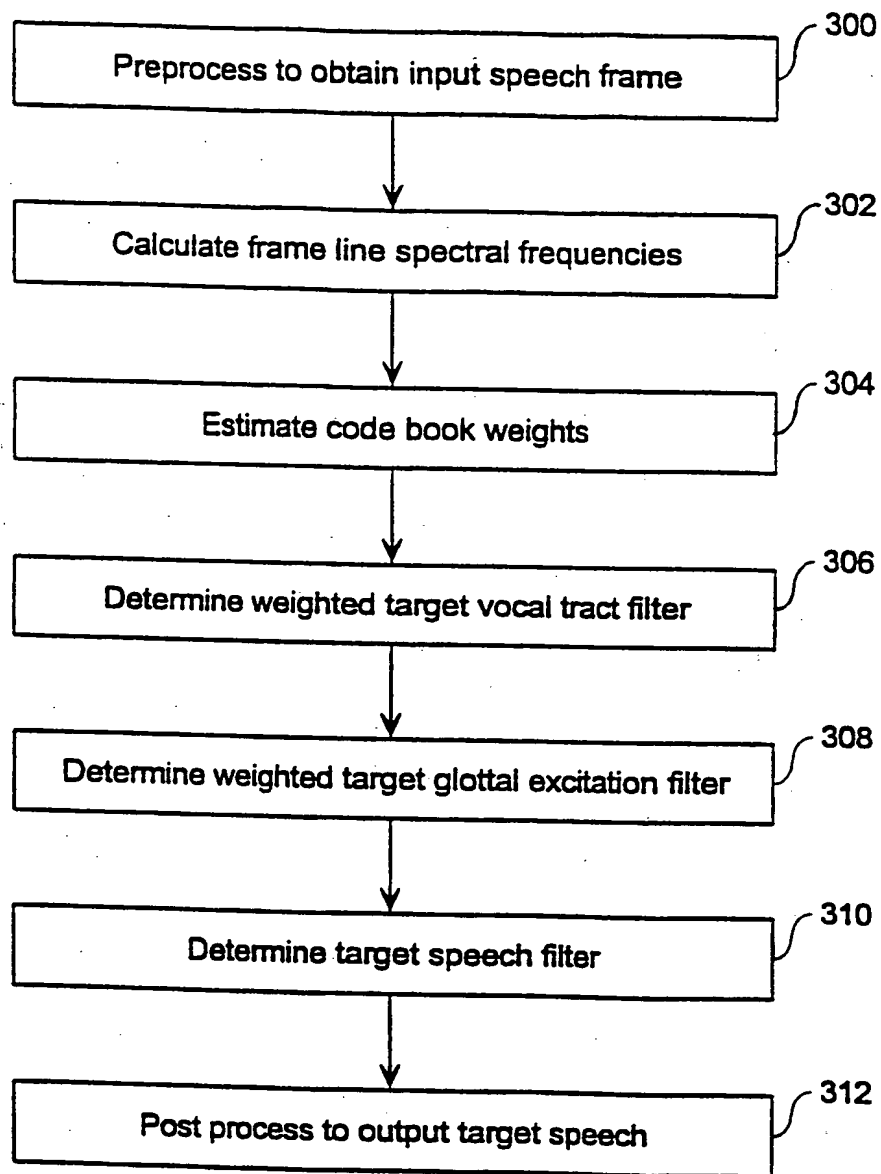 300
Preprocess to obtain input speech frame
302
Calculate frame line spectral frequencies
304
Estimate code book weights
306
Determine weighted target vocal tract filter
308
Determine weighted target glottal excitation filter
310
Determine target speech filter
312
Post process to output target speech